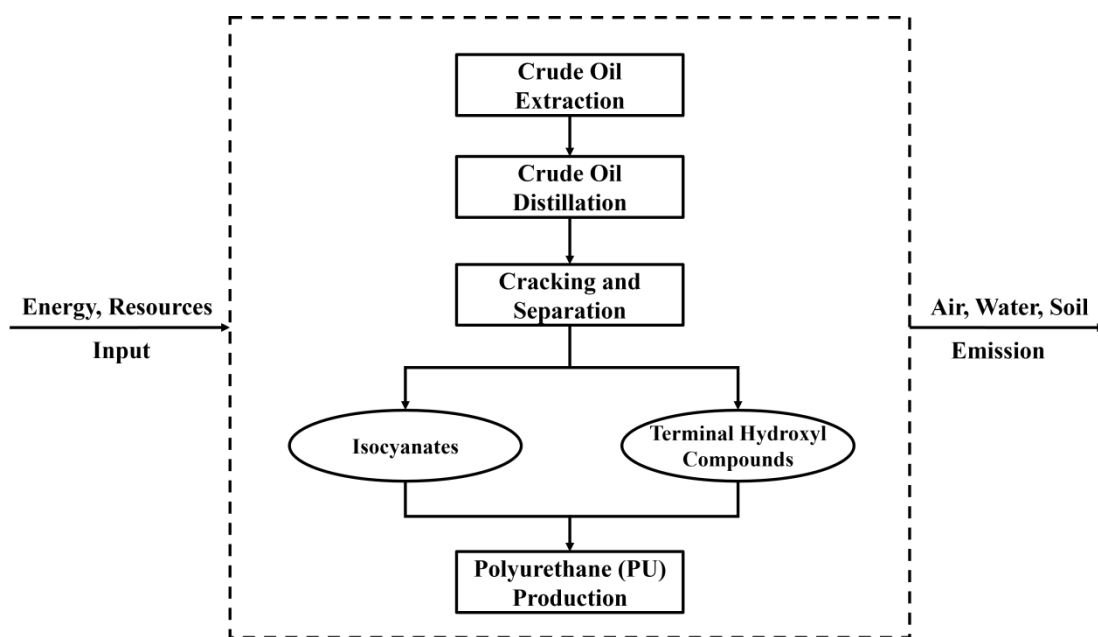 Crude Oil
Extraction
Crude Oil
Distillation
Cracking and
Separation
Energy, Resources
Input
Air, Water, Soil
Emission
Isocyanates
Terminal Hydroxyl
Compounds
Polyurethane (PU)
Production